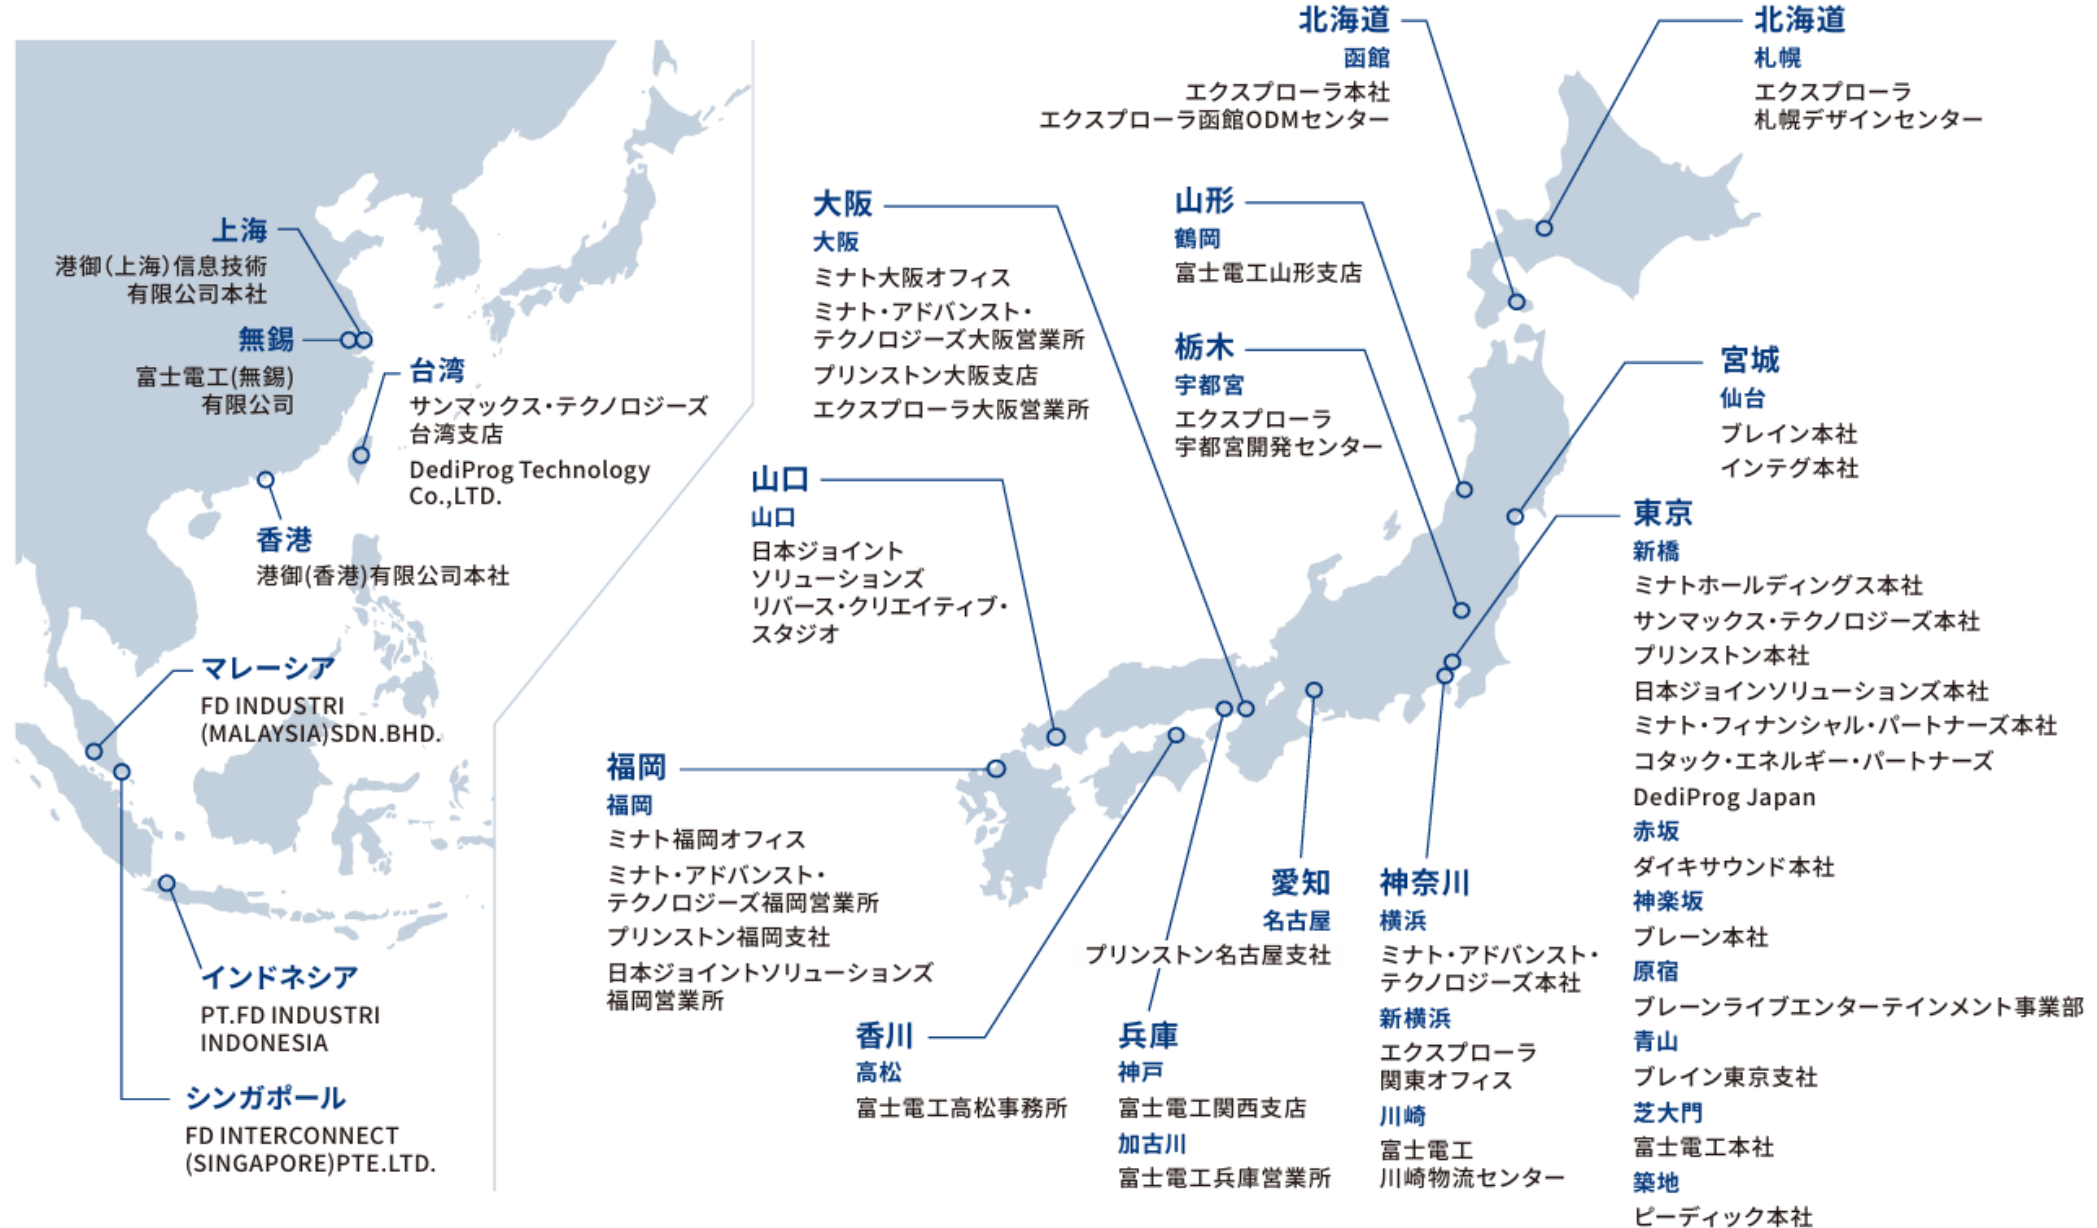 上海
港御(上海)信息技術
有限公司本社
無錫
富士電工(無錫)
有限公司
台湾
サンマックス・テクノロジーズ
台湾支店
DediProg Technology
Co.,LTD.
香港
港御(香港)有限公司本社
マレーシア
FD INDUSTRI
(MALAYSIA)SDN.BHD.
インドネシア
PT.FD INDUSTRI
INDONESIA
シンガポール
FD INTERCONNECT
(SINGAPORE)PTE.LTD.
北海道
函館
エクスプローラ本社
エクスプローラ函館ODMセンター
北海道
札幌
エクスプローラ
札幌デザインセンター
大阪
大阪
ミナト大阪オフィス
ミナト・アドバンスト・
テクノロジーズ大阪営業所
プリンストン大阪支店
エクスプローラ大阪営業所
山形
鶴岡
富士電工山形支店
栃木
宇都宮
エクスプローラ
宇都宮開発センター
宮城
仙台
ブレイン本社
インテグ本社
山口
山口
日本ジョイント
ソリューションズ
リバース・クリエイティブ・
スタジオ
福岡
福岡
ミナト福岡オフィス
ミナト・アドバンスト・
テクノロジーズ福岡営業所
プリンストン福岡支社
日本ジョイントソリューションズ
福岡営業所
香川
高松
富士電工高松事務所
兵庫
神戸
富士電工関西支店
加古川
富士電工兵庫営業所
愛知
名古屋
プリンストン名古屋支社
神奈川
横浜
ミナト・アドバンスト・
テクノロジーズ本社
新横浜
エクスプローラ
関東オフィス
川崎
富士電工
川崎物流センター
東京
新橋
ミナトホールディングス本社
サンマックス・テクノロジーズ本社
プリンストン本社
日本ジョインソリューションズ本社
ミナト・フィナンシャル・パートナーズ本社
コタック・エネルギー・パートナーズ
DediProg Japan
赤坂
ダイキサウンド本社
神楽坂
ブレーン本社
原宿
ブレーンライブエンターテインメント事業部
青山
ブレイン東京支社
芝大門
富士電工本社
築地
ピーディック本社